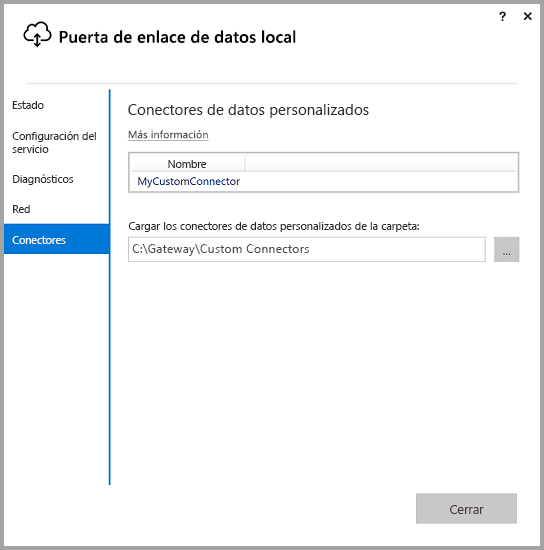 ? ×
Puerta de enlace de datos local
Estado
Configuración del
servicio
Diagnósticos
Red
Conectores
Conectores de datos personalizados
Más información
Nombre
MyCustomConnector
Cargar los conectores de datos personalizados de la carpeta:
C:\Gateway\Custom Connectors
...
Cerrar